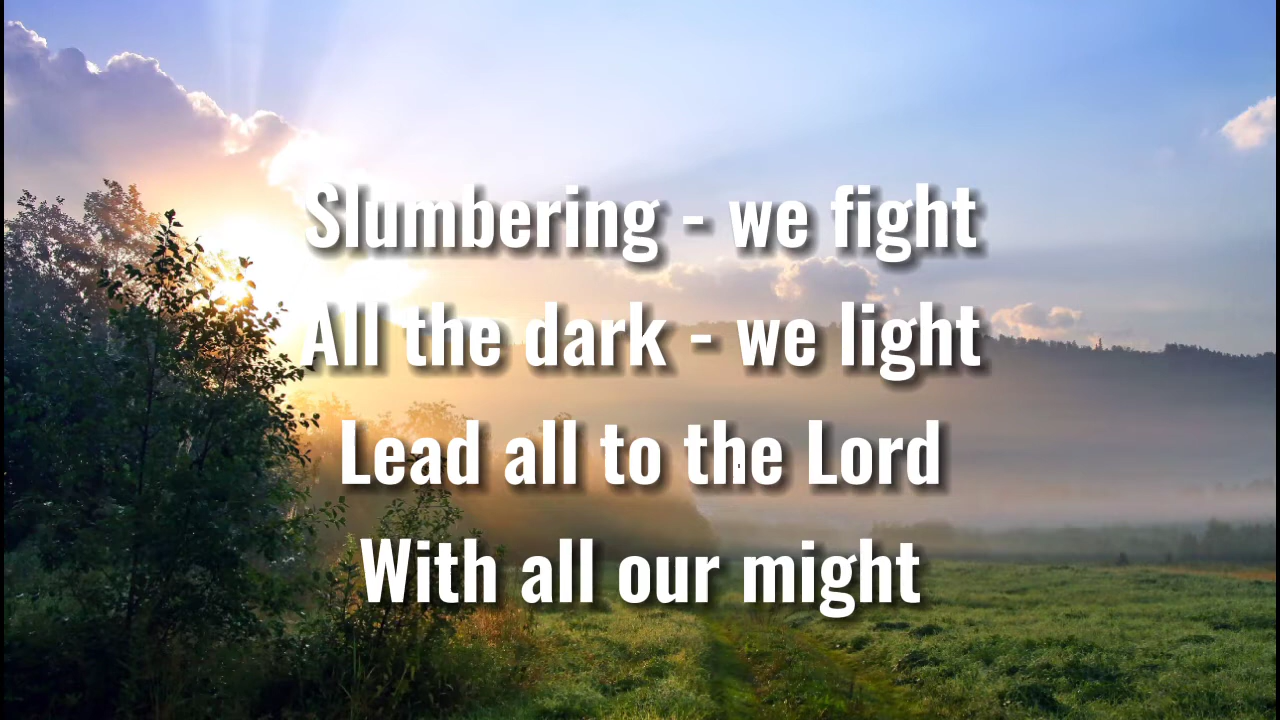 Slumbering - we fight
All the dark - we light
Lead all to the Lord
With all our might